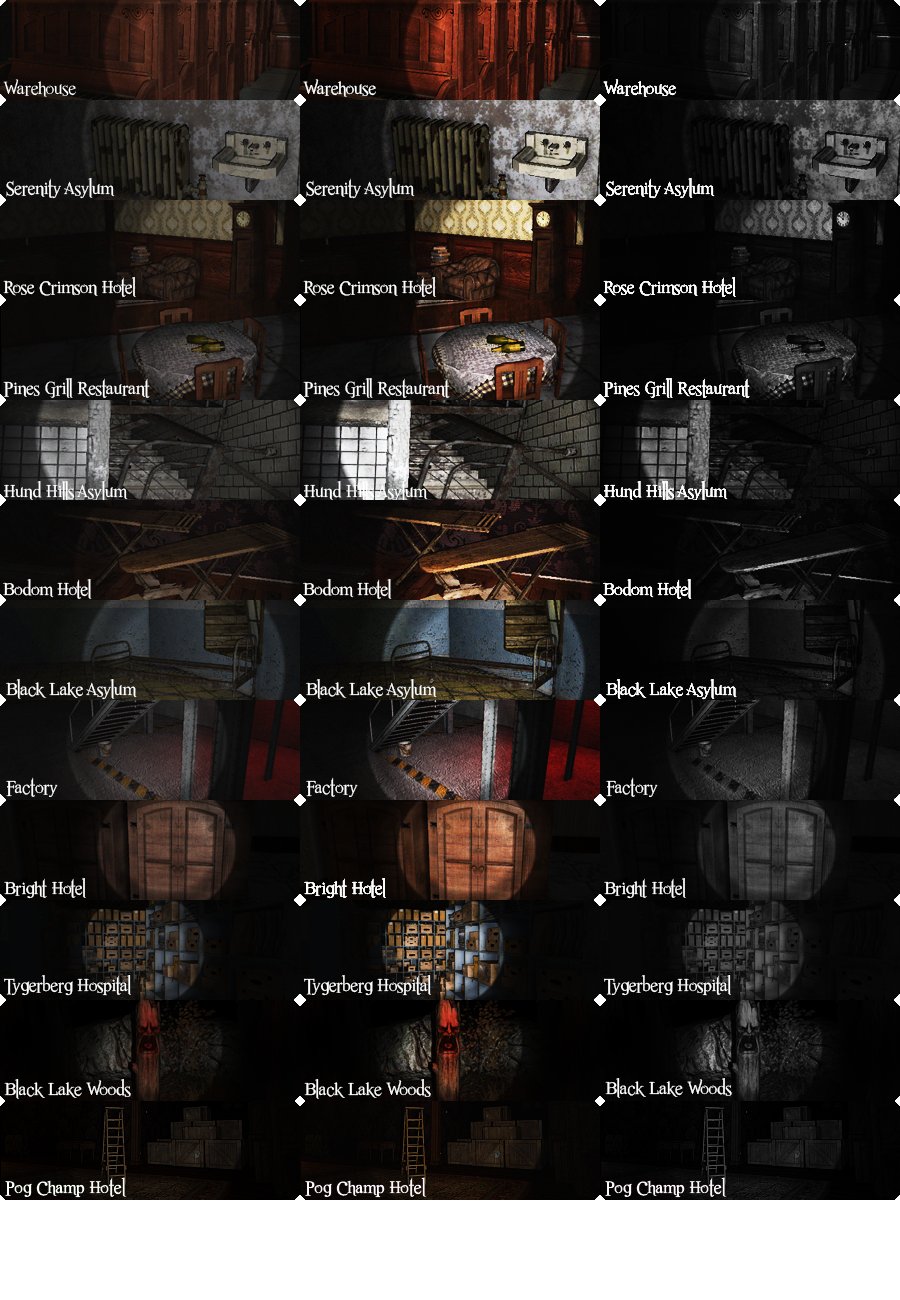 Warehouse Warehouse Warehouse
Serenity Asylum Serenity Asylum Serenity Asylum
Rose Crimson Hotel Rose Crimson Hotel Rose Crimson Hotel
Pines Grill Restaurant Pines Grill Restaurant Pines Grill Restaurant
Hund Hills Asylum Hund Hills Asylum Hund Hills Asylum
Bodom Hotel Bodom Hotel Bodom Hotel
Black Lake Asylum Black Lake Asylum Black Lake Asylum
Factory Factory Factory
Bright Hotel Bright Hotel Bright Hotel
Tygerberg Hospital Tygerberg Hospital Tygerberg Hospital
Black Lake Woods Black Lake Woods Black Lake Woods
Pog Champ Hotel Pog Champ Hotel Pog Champ Hotel